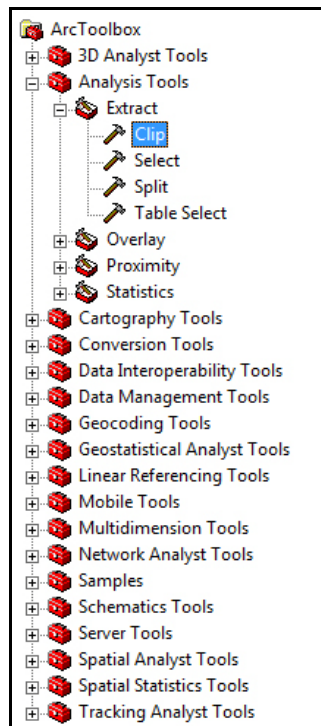 ArcToolbox
3D Analyst Tools
Analysis Tools
Extract
Clip
Select
Split
Table Select
Overlay
Proximity
Statistics
Cartography Tools
Conversion Tools
Data Interoperability Tools
Data Management Tools
Geocoding Tools
Geostatistical Analyst Tools
Linear Referencing Tools
Mobile Tools
Multidimension Tools
Network Analyst Tools
Samples
Schematics Tools
Server Tools
Spatial Analyst Tools
Spatial Statistics Tools
Tracking Analyst Tools